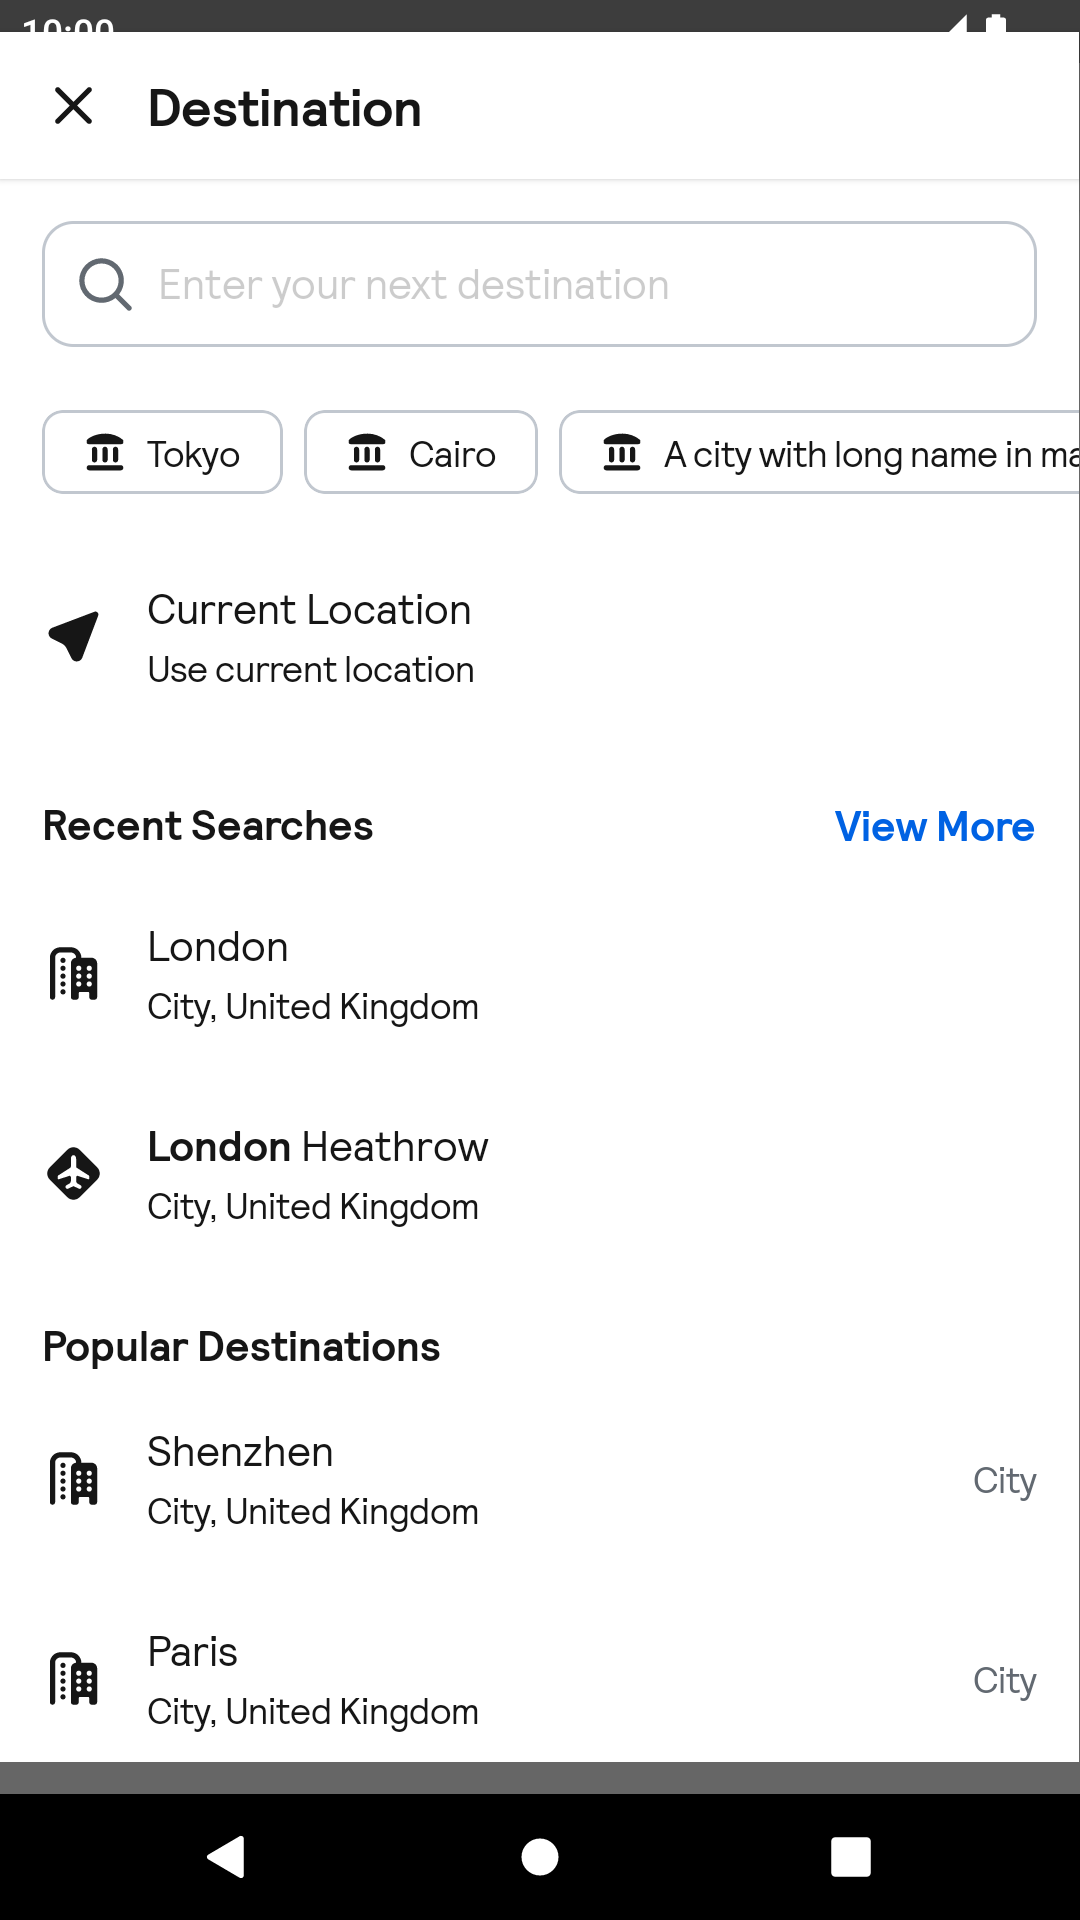 10:00
Destination
Enter your next destination
Tokyo
Cairo
A city with long name in ma
Current Location
Use current location
Recent Searches
View More
London
City, United Kingdom
London Heathrow
City, United Kingdom
Popular Destinations
Shenzhen
City, United Kingdom
City
Paris
City, United Kingdom
City